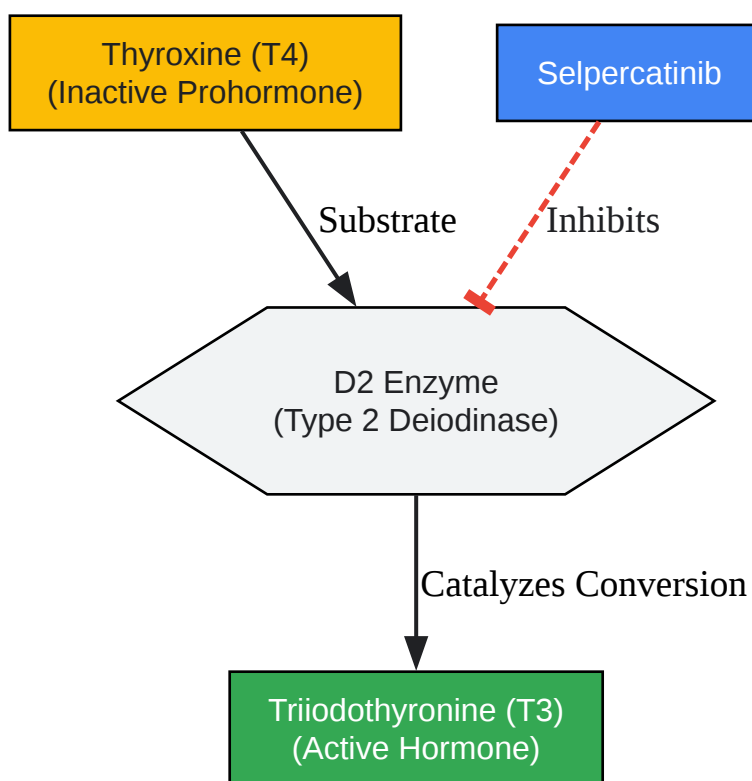 Thyroxine (T4)
(Inactive Prohormone)
Selpercatinib
Substrate
Inhibits
D2 Enzyme
(Type 2 Deiodinase)
Catalyzes Conversion
Triiodothyronine (T3)
(Active Hormone)